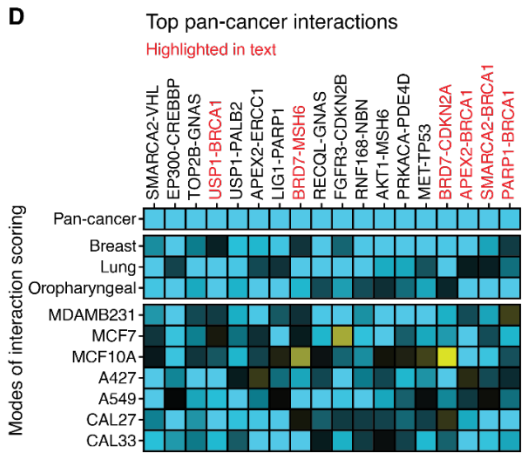 D
Top pan-cancer interactions
Highlighted in text
SMARCA2-VHL
EP300-CREBBP
TOP2B-GNAS
USP1-BRCA1
USP1-PALB2
APEX2-ERCC1
LIG1-PARP1
BRD7-MSH6
RECQL-GNAS
FGFR3-CDKN2B
RNF168-NBN
AKT1-MSH6
PRKACA-PDE4D
MET-TP53
BRD7-CDKN2A
APEX2-BRCA1
SMARCA2-BRCA1
PARP1-BRCA1
Modes of interaction scoring
Pan-cancer
Breast
Lung
Oropharyngeal
MDAMB231
MCF7
MCF10A
A427
A549
CAL27
CAL33